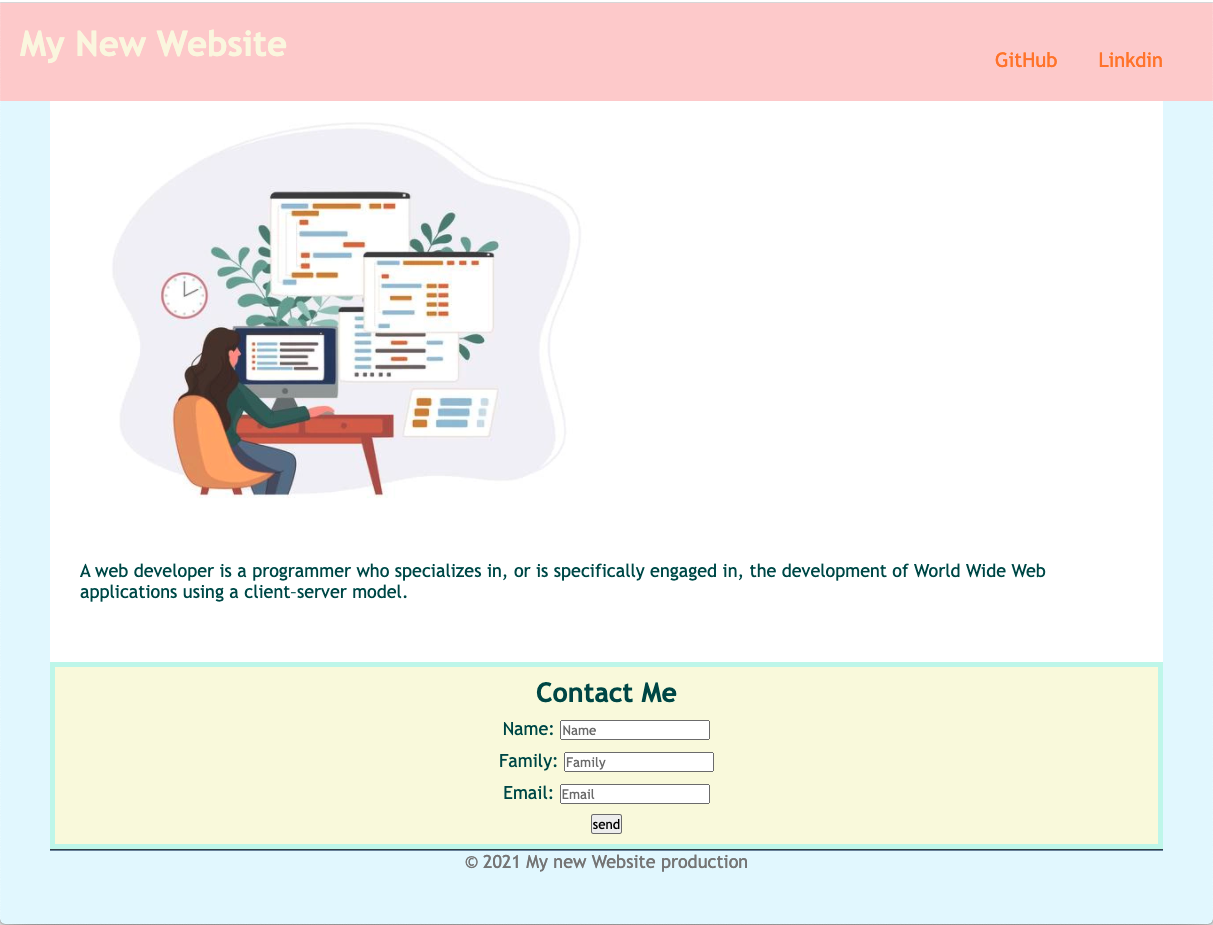 My New Website
GitHub Linkdin
A web developer is a programmer who specializes in, or is specifically engaged in, the development of World Wide Web
applications using a client–server model.
Contact Me
Name: Name
Family: Family
Email: Email
send
© 2021 My new Website production